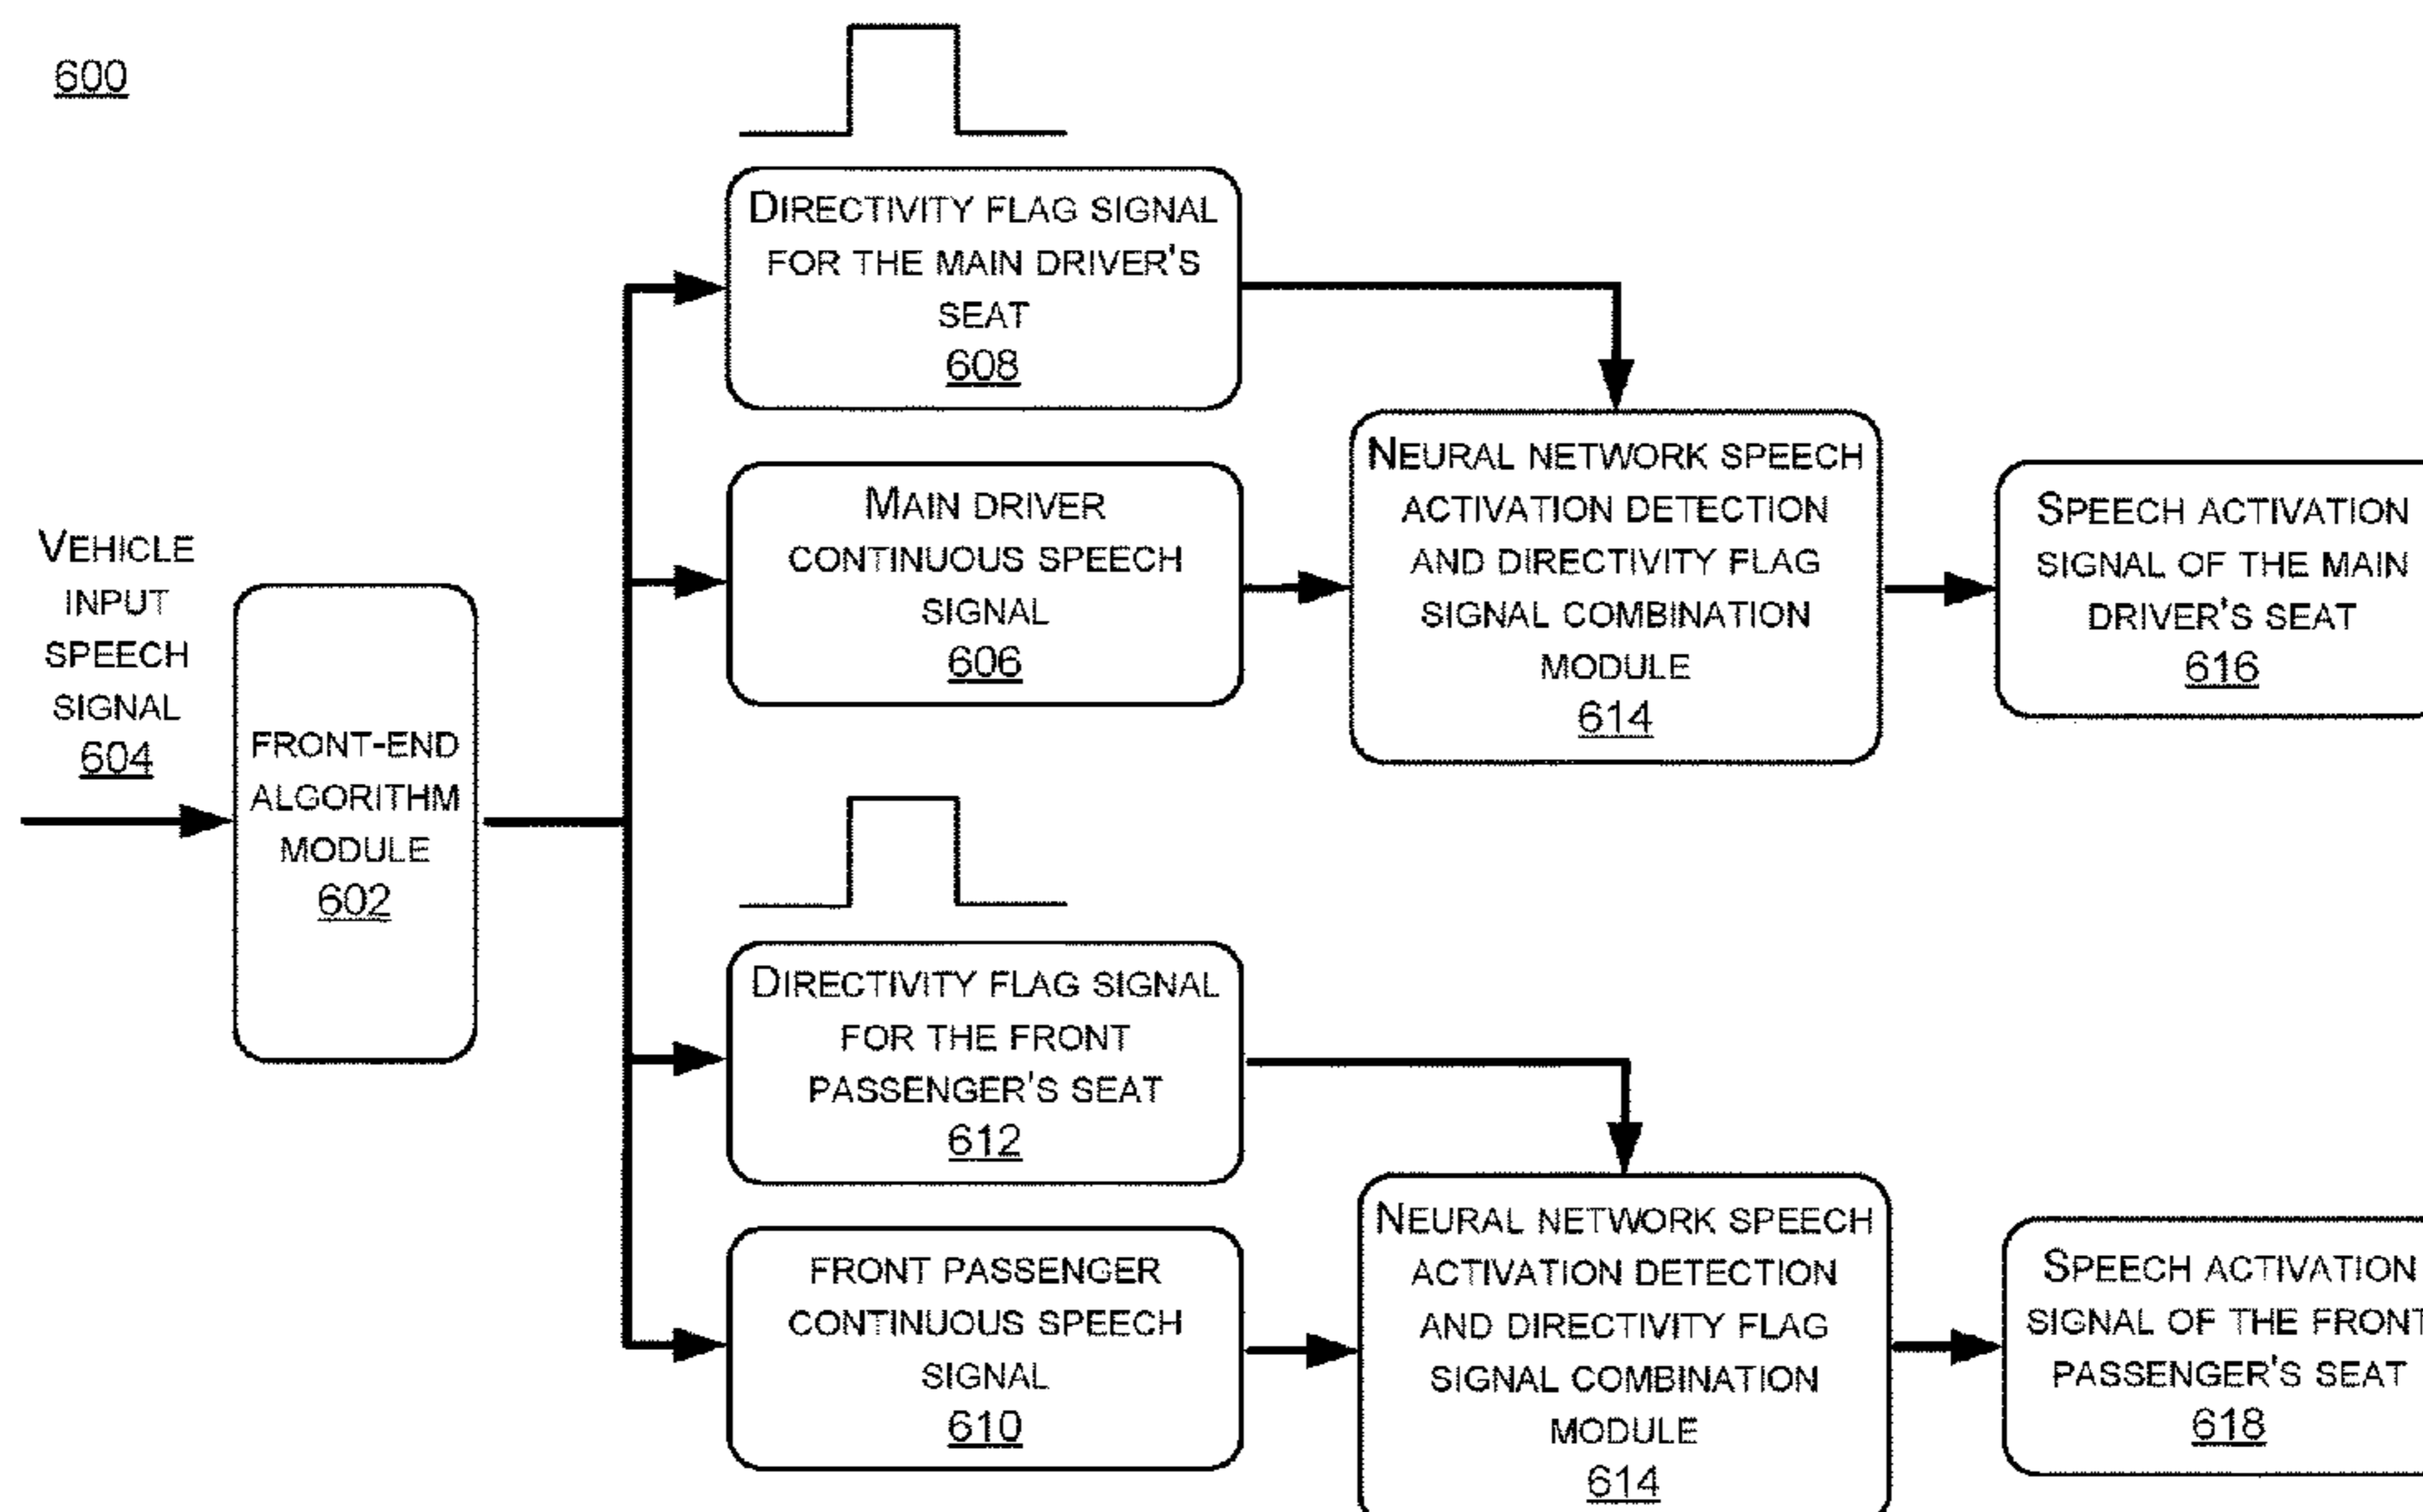 600
VEHICLE
INPUT
SPEECH
SIGNAL
604
FRONT-END
ALGORITHM
MODULE
602
DIRECTIVITY FLAG SIGNAL
FOR THE MAIN DRIVER'S
SEAT
608
MAIN DRIVER
CONTINUOUS SPEECH
SIGNAL
606
NEURAL NETWORK SPEECH
ACTIVATION DETECTION
AND DIRECTIVITY FLAG
SIGNAL COMBINATION
MODULE
614
SPEECH ACTIVATION
SIGNAL OF THE MAIN
DRIVER'S SEAT
616
DIRECTIVITY FLAG SIGNAL
FOR THE FRONT
PASSENGER'S SEAT
612
FRONT PASSENGER
CONTINUOUS SPEECH
SIGNAL
610
NEURAL NETWORK SPEECH
ACTIVATION DETECTION
AND DIRECTIVITY FLAG
SIGNAL COMBINATION
MODULE
614
SPEECH ACTIVATION
SIGNAL OF THE FRONT
PASSENGER'S SEAT
618